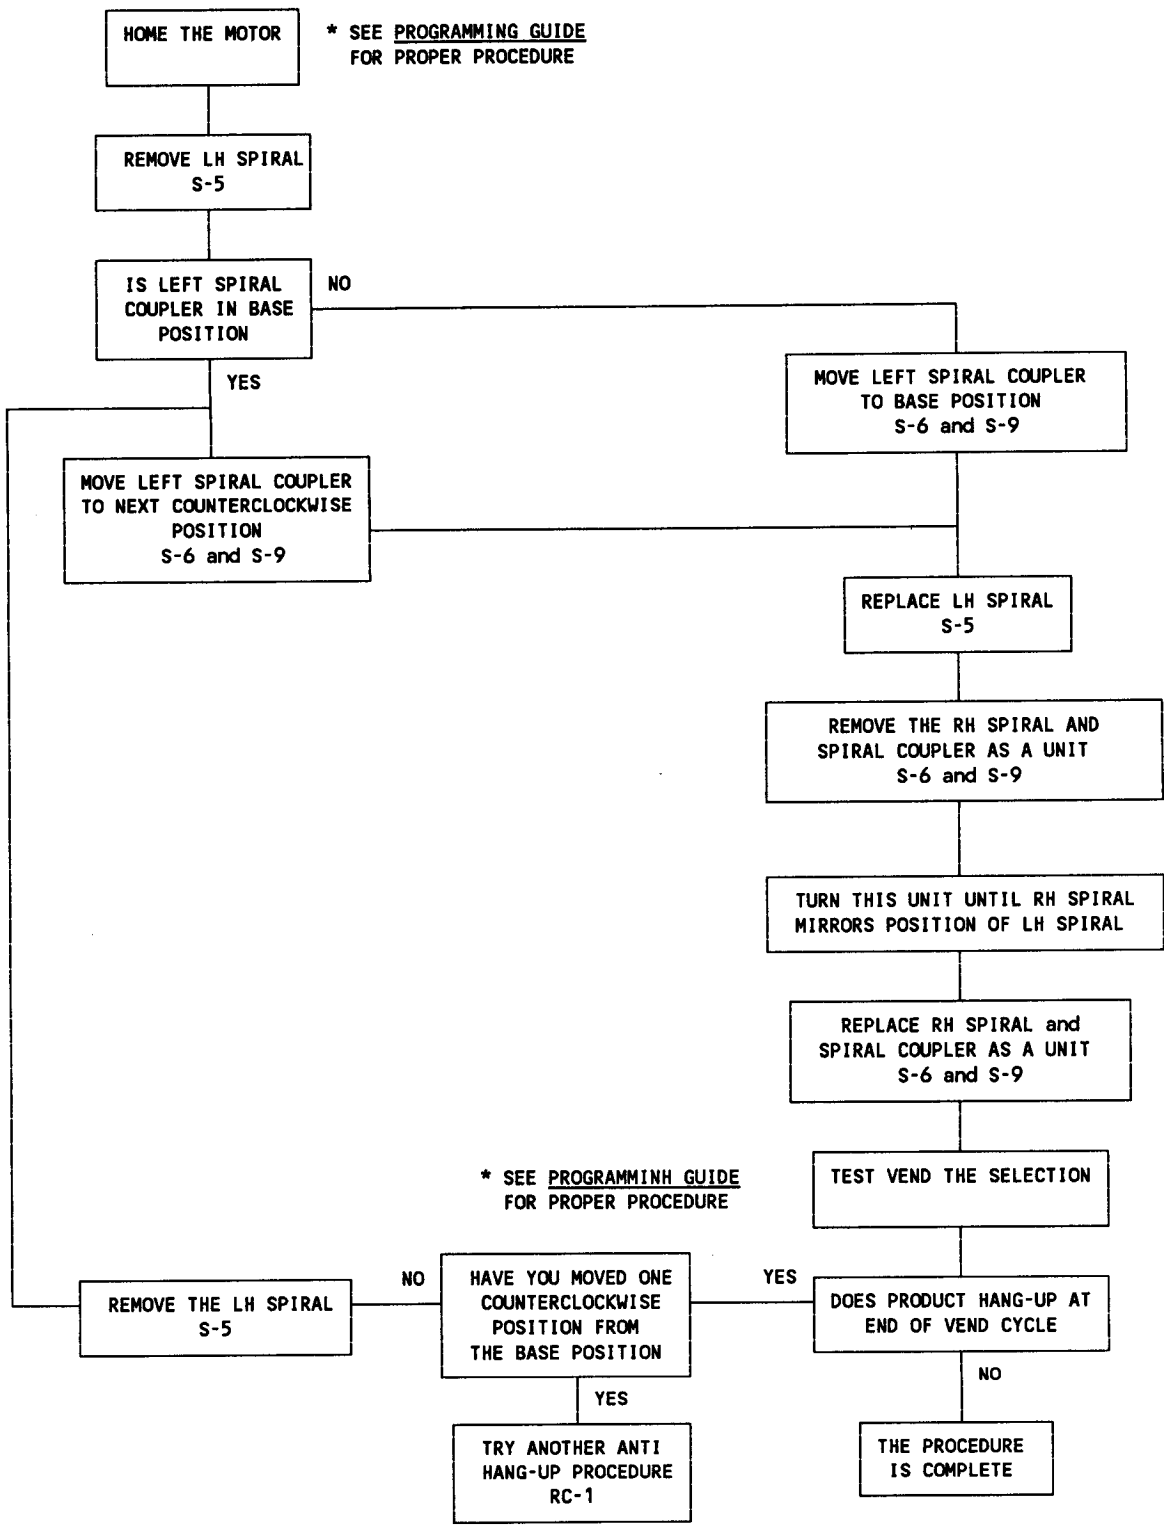 HOME THE MOTOR
* SEE PROGRAMMING GUIDE
FOR PROPER PROCEDURE
REMOVE LH SPIRAL
S-5
IS LEFT SPIRAL
COUPLER IN BASE
POSITION
NO
YES
MOVE LEFT SPIRAL COUPLER
TO BASE POSITION
S-6 and S-9
MOVE LEFT SPIRAL COUPLER
TO NEXT COUNTERCLOCKWISE
POSITION
S-6 and S-9
REPLACE LH SPIRAL
S-5
REMOVE THE RH SPIRAL AND
SPIRAL COUPLER AS A UNIT
S-6 and S-9
TURN THIS UNIT UNTIL RH SPIRAL
MIRRORS POSITION OF LH SPIRAL
REPLACE RH SPIRAL and
SPIRAL COUPLER AS A UNIT
S-6 and S-9
* SEE PROGRAMMINH GUIDE
FOR PROPER PROCEDURE
TEST VEND THE SELECTION
DOES PRODUCT HANG-UP AT
END OF VEND CYCLE
YES
NO
HAVE YOU MOVED ONE
COUNTERCLOCKWISE
POSITION FROM
THE BASE POSITION
NO
YES
REMOVE THE LH SPIRAL
S-5
TRY ANOTHER ANTI
HANG-UP PROCEDURE
RC-1
THE PROCEDURE
IS COMPLETE